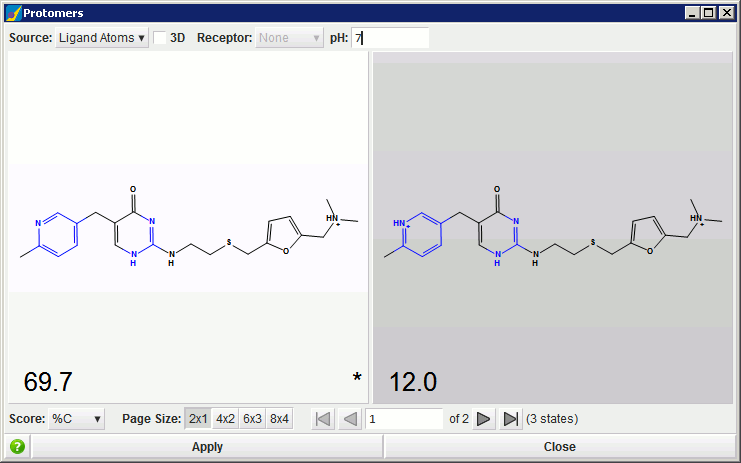 Protomers
Source: Ligand Atoms 3D Receptor: None pH: 7
O
N
N
N
H
N
H
S
O
HN
+
69.7
*
O
HN
+
N
N
H
N
H
S
O
HN
+
12.0
Score: %C Page Size: 2x1 4x2 6x3 8x4 1 of 2 (3 states)
? Apply Close